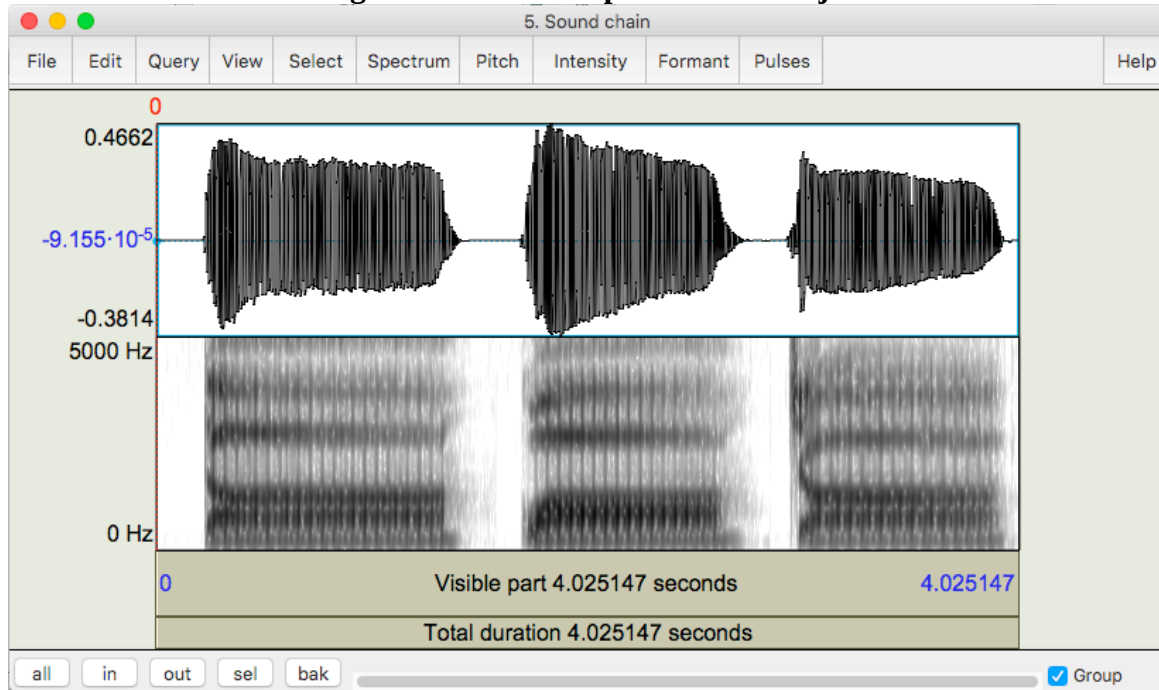 5. Sound chain
File Edit Query View Select Spectrum Pitch Intensity Formant Pulses Help
0
0.4662
-9.155·10-5
-0.3814
5000 Hz
0 Hz
0 Visible part 4.025147 seconds 4.025147
Total duration 4.025147 seconds
all in out sel bak Group